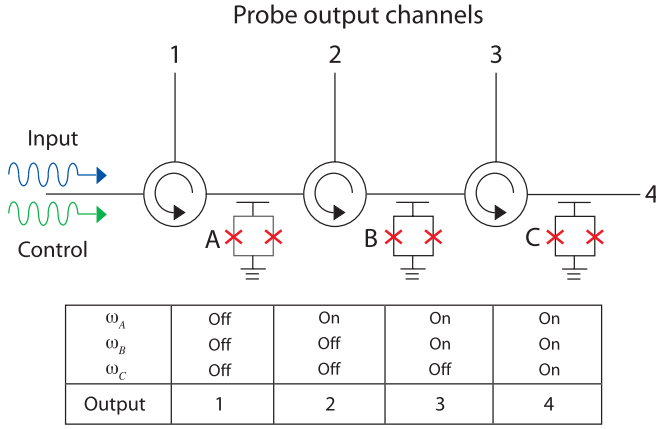 Probe output channels
1 2 3
Input
4
Control
A B C
ω_A Off On On On
ω_B Off Off On On
ω_C Off Off Off On
Output 1 2 3 4